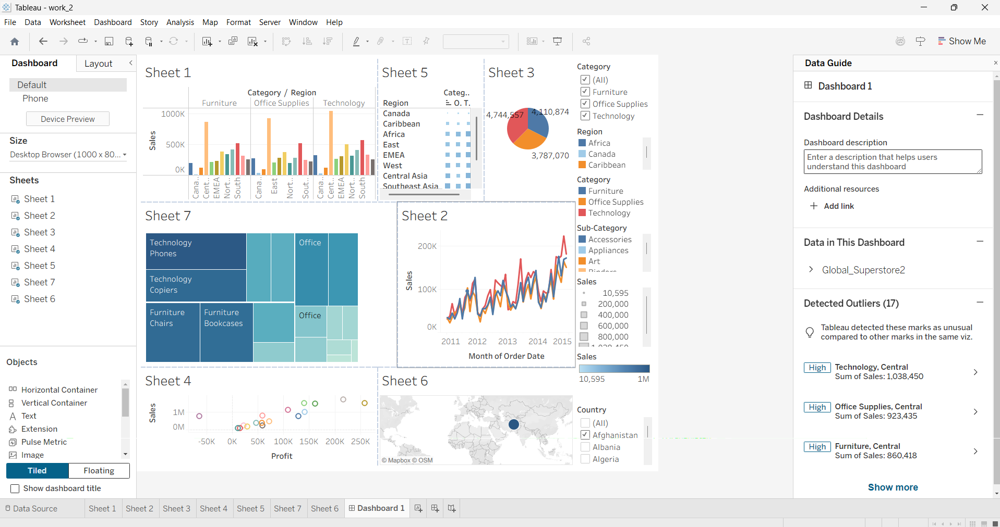 Tableau - work_2
File Data Worksheet Dashboard Story Analysis Map Format Server Window Help
Show Me
Dashboard Layout
Default
Phone
Device Preview
Size
Desktop Browser (1000 x 80...
Sheets
Sheet 1
Sheet 2
Sheet 3
Sheet 4
Sheet 5
Sheet 7
Sheet 6
Objects
Horizontal Container
Vertical Container
Text
Extension
Pulse Metric
Image
Tiled Floating
Show dashboard title
Sheet 1
Category / Region
Furniture Office Supplies Technology
Sales
1000K
500K
0K
Cana.. Cent.. EMEA Nort.. South Cana.. East Nort.. Sout.. Cana.. Cent.. EMEA Nort.. South
Sheet 5
Categ..
Region O. T.
Canada
Caribbean
Africa
East
EMEA
West
Central Asia
Southeast Asia
Sheet 3
4,744,557 4,110,874
3,787,070
Category
(All)
Furniture
Office Supplies
Technology
Region
Africa
Canada
Caribbean
Category
Furniture
Office Supplies
Technology
Sub-Category
Accessories
Appliances
Art
Binders
Sales
10,595
200,000
400,000
600,000
800,000
1,038,450
Sales
10,595 1M
Sheet 7
Technology
Phones
Technology
Copiers
Furniture
Chairs
Furniture
Bookcases
Office
Office
Sheet 2
Sales
200K
100K
0K
2011 2012 2013 2014 2015
Month of Order Date
Sheet 4
Sales
1M
0M
-50K 0K 50K 100K 150K 200K 250K
Profit
Sheet 6
© Mapbox © OSM
Country
(All)
Afghanistan
Albania
Algeria
Data Guide
Dashboard 1
Dashboard Details
Dashboard description
Enter a description that helps users
understand this dashboard
Additional resources
Add link
Data in This Dashboard
Global_Superstore2
Detected Outliers (17)
Tableau detected these marks as unusual
compared to other marks in the same viz.
High Technology, Central
Sum of Sales: 1,038,450
High Office Supplies, Central
Sum of Sales: 923,435
High Furniture, Central
Sum of Sales: 860,418
Show more
Data Source Sheet 1 Sheet 2 Sheet 3 Sheet 4 Sheet 5 Sheet 7 Sheet 6 Dashboard 1